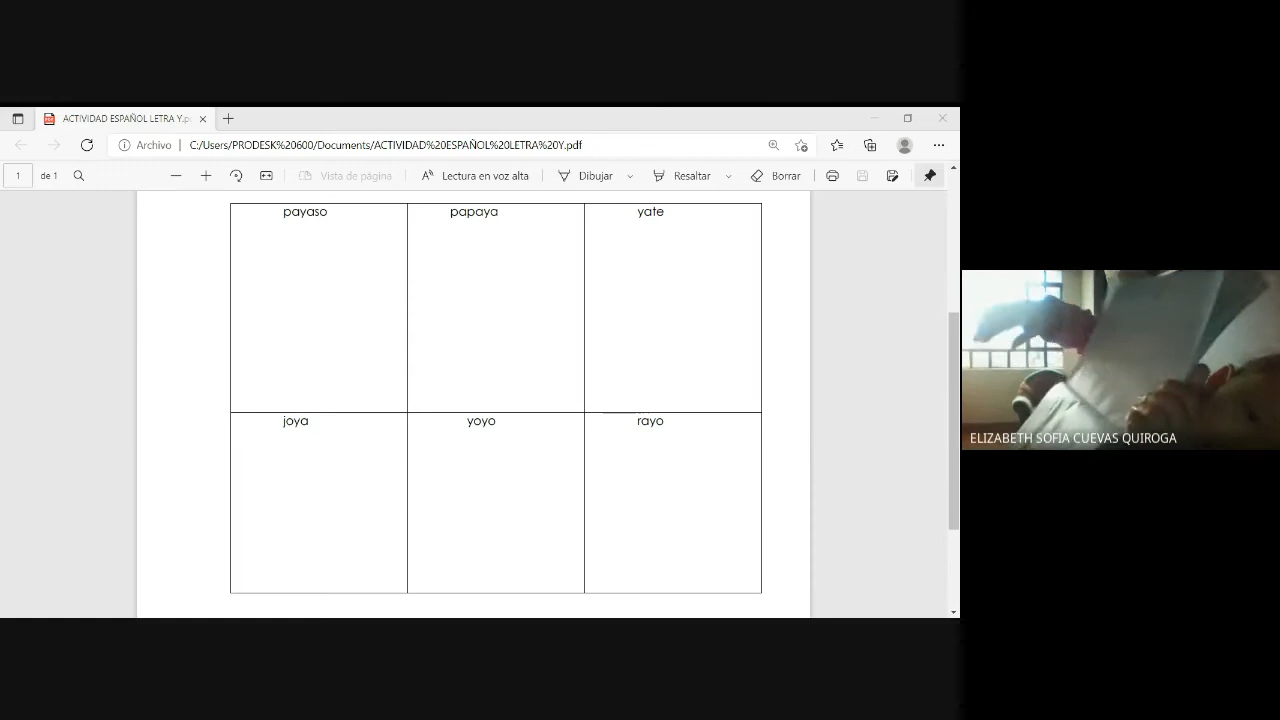 ACTIVIDAD ESPAÑOL LETRA Y.pdf
Archivo C:/Users/PRODESK%20600/Documents/ACTIVIDAD%20ESPAÑOL%20LETRA%20Y.pdf
1 de 1 Vista de página Lectura en voz alta Dibujar Resaltar Borrar
payaso papaya yate
joya yoyo rayo
ELIZABETH SOFIA CUEVAS QUIROGA